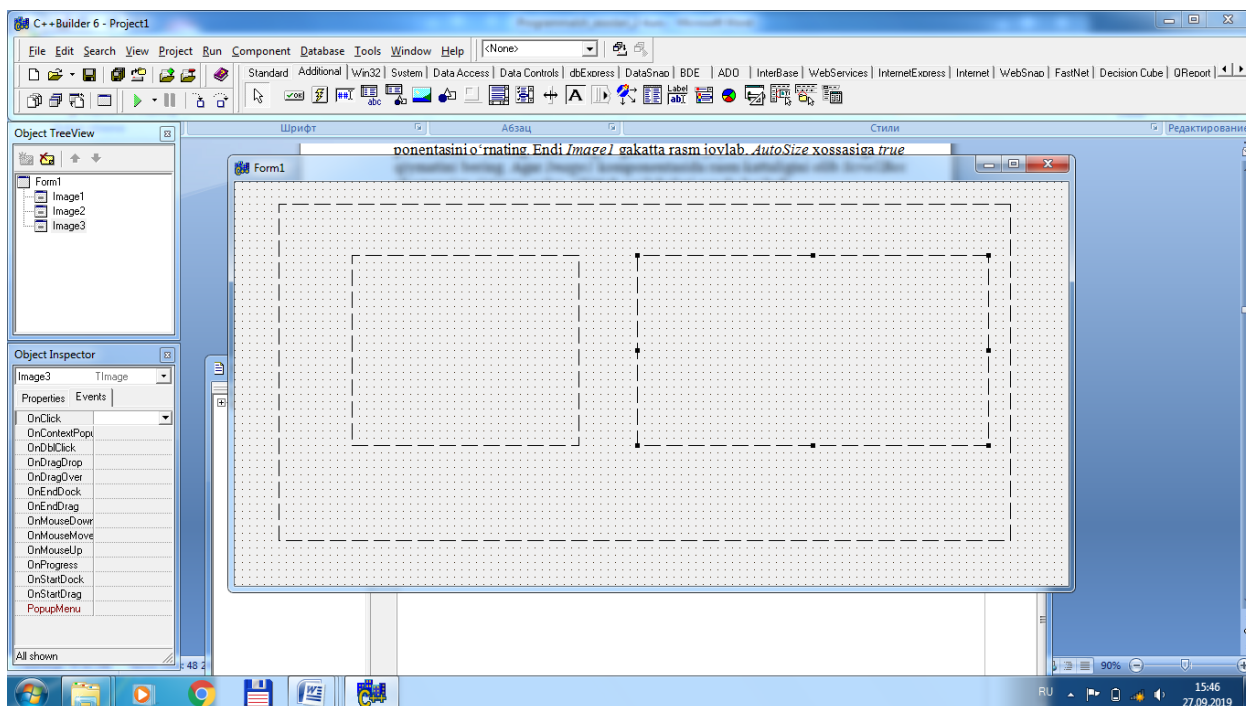 C++Builder 6 - Project1
File Edit Search View Project Run Component Database Tools Window Help <None>
Standard Additional Win32 System Data Access Data Controls dbExpress DataSnap BDE ADO InterBase WebServices InternetExpress Internet WebSnap FastNet Decision Cube QReport
Object TreeView
Шрифт Абзац Стили Редактирование
ponentasini o‘rnating. Endi Image1 gakatta rasm joylab, AutoSize xossasiga true
Form1
Form1
Image1
Image2
Image3
Object Inspector
Image3 TImage
Properties Events
OnClick
OnContextPopu
OnDblClick
OnDragDrop
OnDragOver
OnEndDock
OnEndDrag
OnMouseDown
OnMouseMove
OnMouseUp
OnProgress
OnStartDock
OnStartDrag
PopupMenu
All shown
: 48 2
90%
RU
15:46
27.09.2019